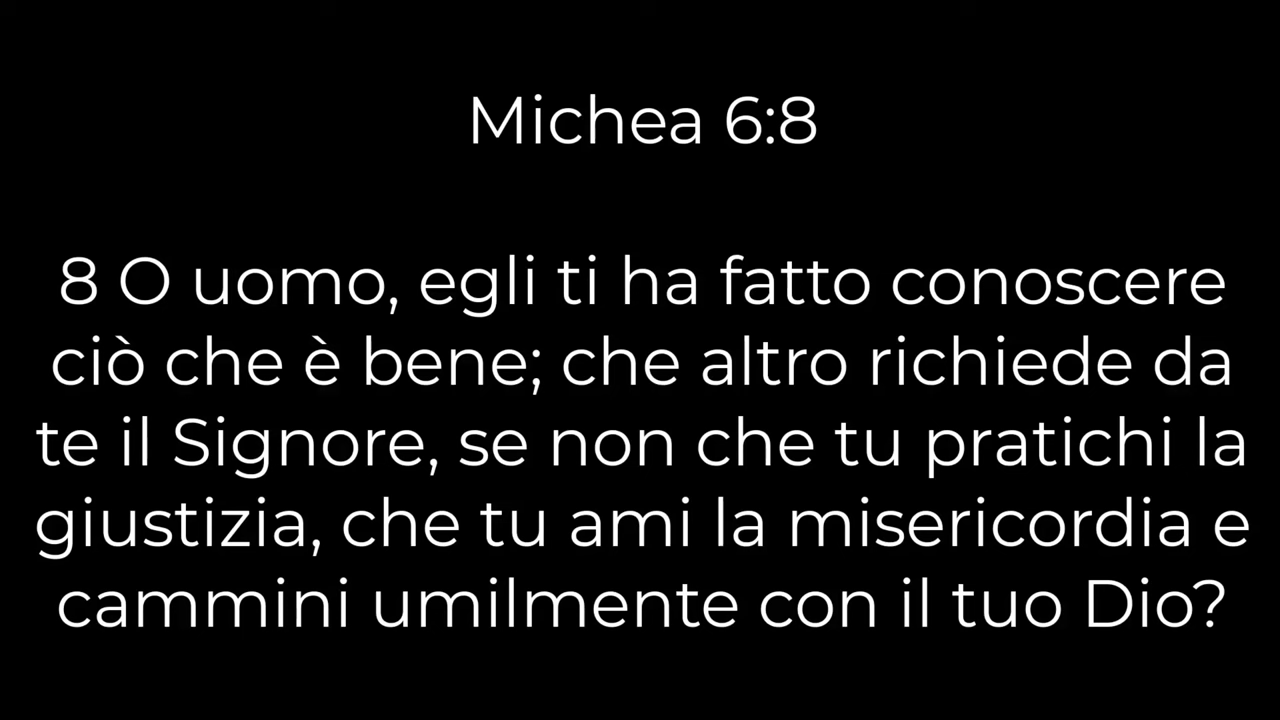 Michea 6:8
8 O uomo, egli ti ha fatto conoscere
ciò che è bene; che altro richiede da
te il Signore, se non che tu pratichi la
giustizia, che tu ami la misericordia e
cammini umilmente con il tuo Dio?